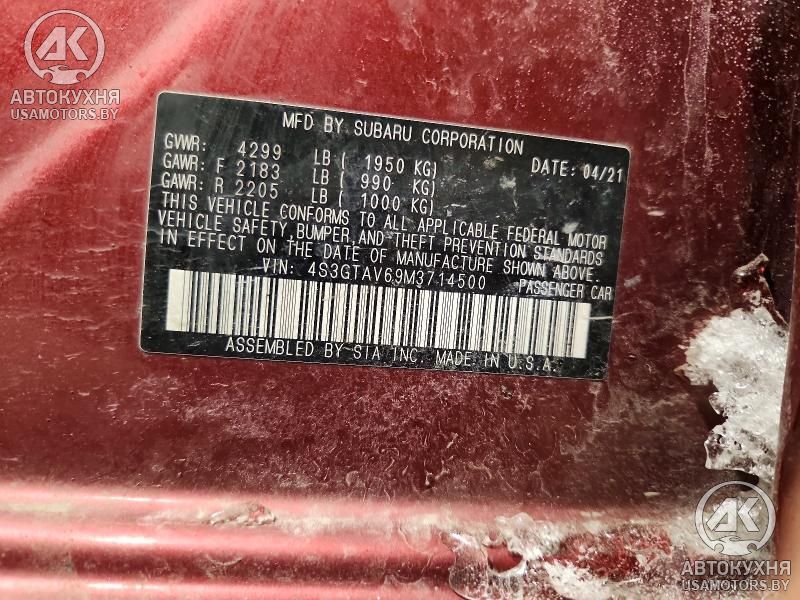 AK
АВТОКУХНЯ
USAMOTORS.BY
MFD BY SUBARU CORPORATION
GVWR: 4299 LB ( 1950 KG) DATE: 04/21
GAWR: F 2183 LB ( 990 KG)
GAWR: R 2205 LB ( 1000 KG)
THIS VEHICLE CONFORMS TO ALL APPLICABLE FEDERAL MOTOR
VEHICLE SAFETY, BUMPER, AND THEFT PREVENTION STANDARDS
IN EFFECT ON THE DATE OF MANUFACTURE SHOWN ABOVE.
VIN: 4S3GTAV69M3714500 PASSENGER CAR
ASSEMBLED BY SIA INC. MADE IN U.S.A.
AK
АВТОКУХНЯ
USAMOTORS.BY